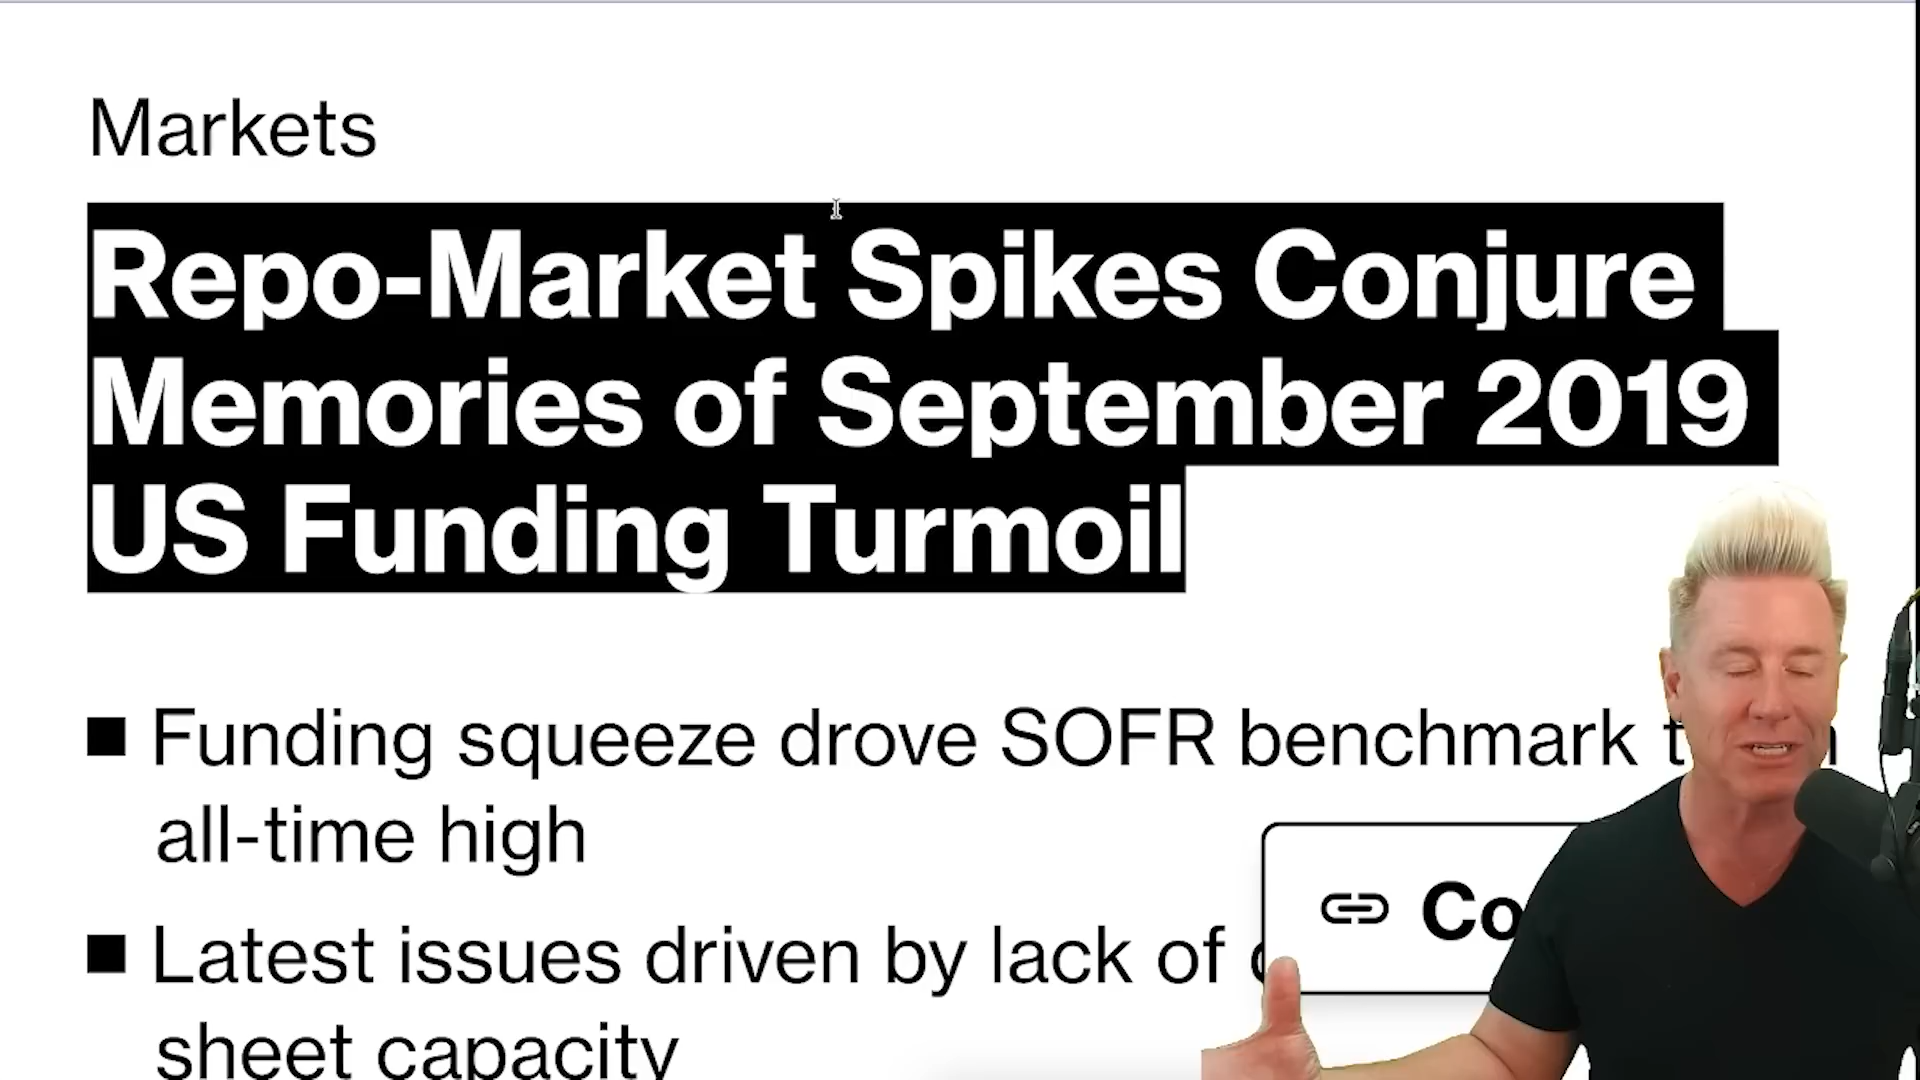 Markets
Repo-Market Spikes Conjure
Memories of September 2019
US Funding Turmoil
Funding squeeze drove SOFR benchmark
all-time high
Latest issues driven by lack of
sheet capacity